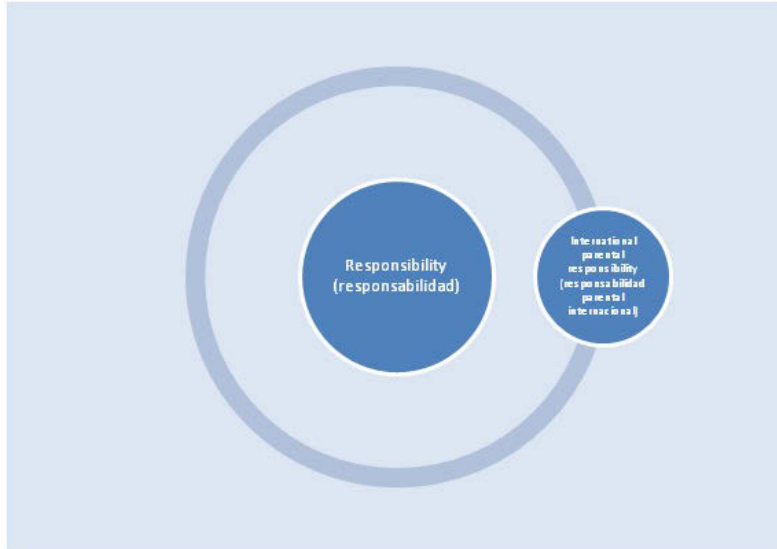 Responsibility
(responsabilidad)
International
parental
responsibility
(responsabilidad
parental
internacional)